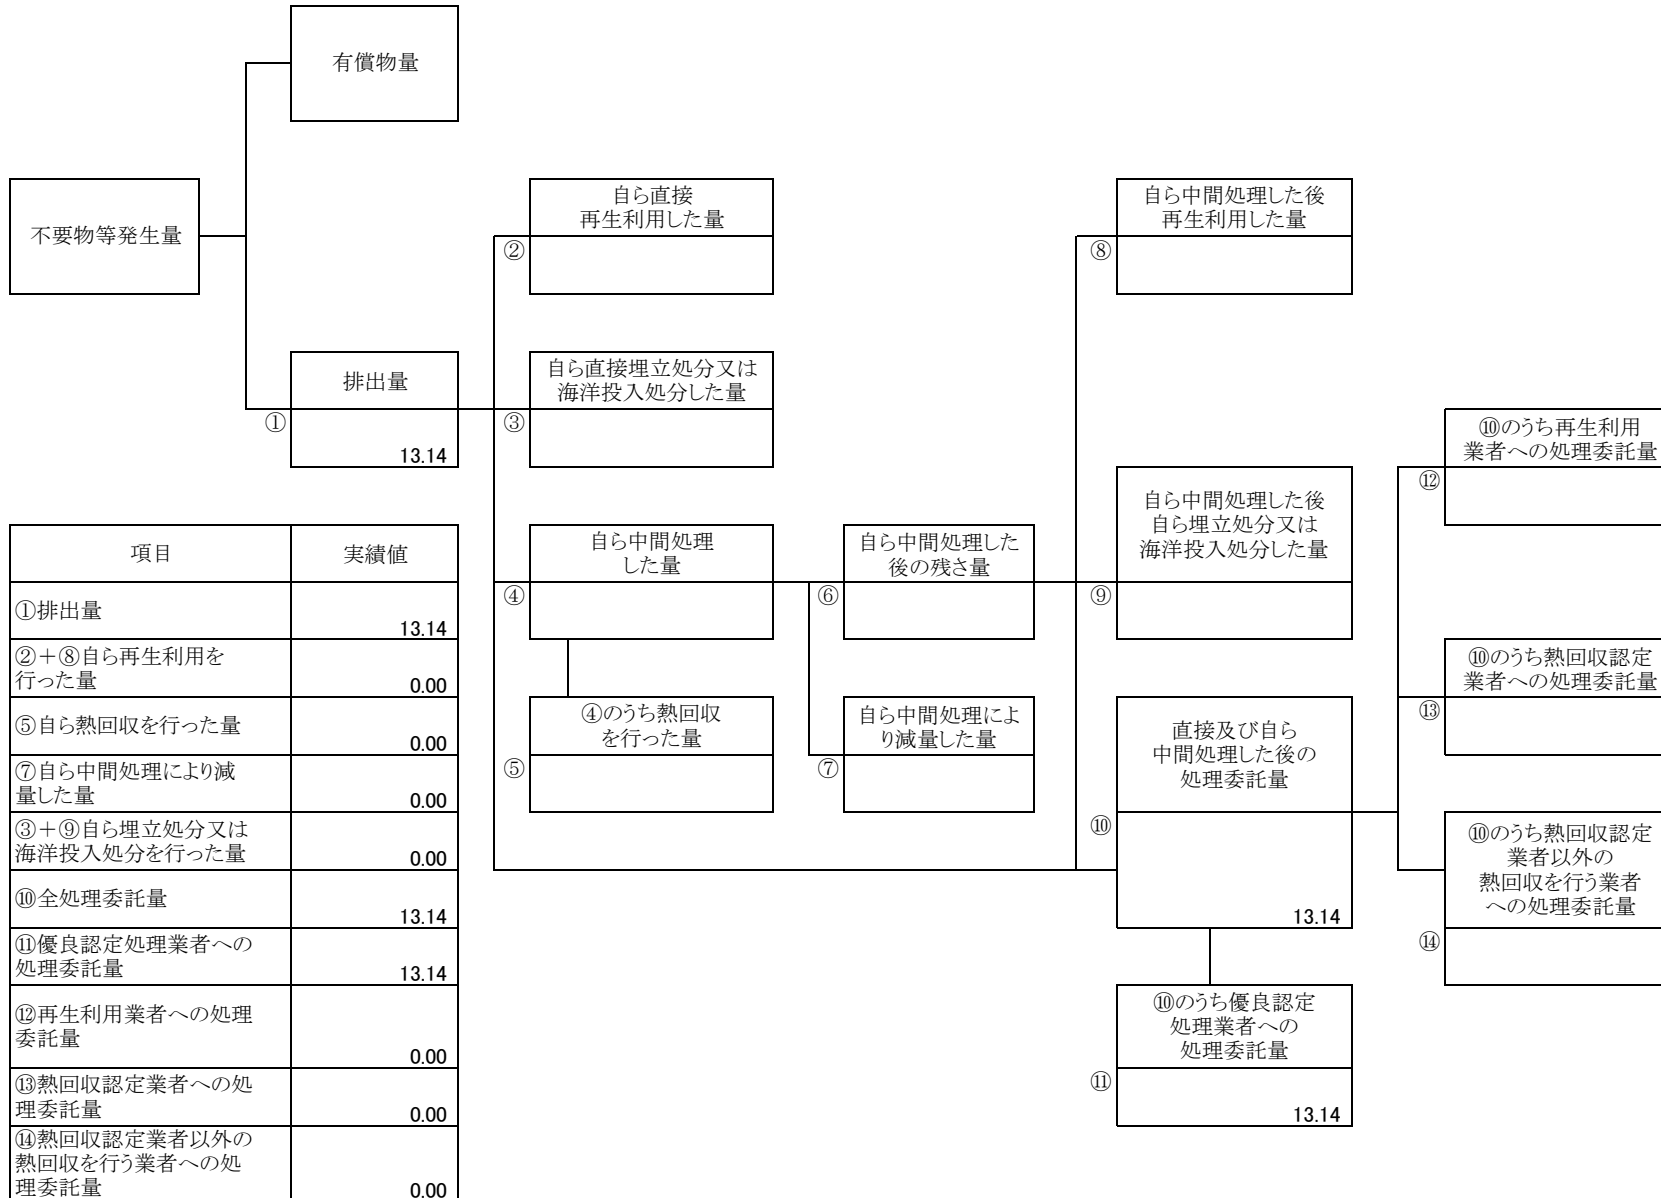 有償物量
不要物等発生量
排出量
①
13.14
自ら直接
再生利用した量
②
自ら直接埋立処分又は
海洋投入処分した量
③
自ら中間処理
した量
④
④のうち熱回収
を行った量
⑤
自ら中間処理した
後の残さ量
⑥
自ら中間処理によ
り減量した量
⑦
自ら中間処理した後
再生利用した量
⑧
自ら中間処理した後
自ら埋立処分又は
海洋投入処分した量
⑨
直接及び自ら
中間処理した後の
処理委託量
⑩
13.14
⑩のうち優良認定
処理業者への
処理委託量
⑪
13.14
⑩のうち再生利用
業者への処理委託量
⑫
⑩のうち熱回収認定
業者への処理委託量
⑬
⑩のうち熱回収認定
業者以外の
熱回収を行う業者
への処理委託量
⑭
項目 実績値
①排出量
13.14
②+⑧自ら再生利用を
行った量
0.00
⑤自ら熱回収を行った量
0.00
⑦自ら中間処理により減
量した量
0.00
③+⑨自ら埋立処分又は
海洋投入処分を行った量
0.00
⑩全処理委託量
13.14
⑪優良認定処理業者への
処理委託量
13.14
⑫再生利用業者への処理
委託量
0.00
⑬熱回収認定業者への処
理委託量
0.00
⑭熱回収認定業者以外の
熱回収を行う業者への処
理委託量
0.00